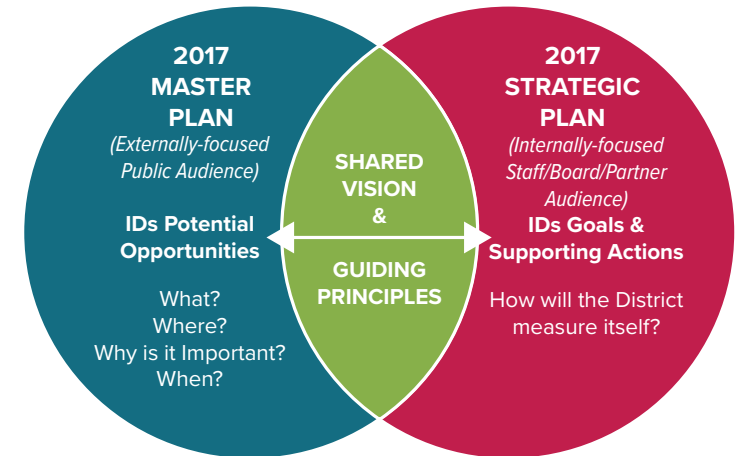 2017
MASTER
PLAN
(Externally-focused
Public Audience)
IDs Potential
Opportunities
What?
Where?
Why is it Important?
When?
SHARED
VISION
&
GUIDING
PRINCIPLES
2017
STRATEGIC
PLAN
(Internally-focused
Staff/Board/Partner
Audience)
IDs Goals &
Supporting Actions
How will the District
measure itself?